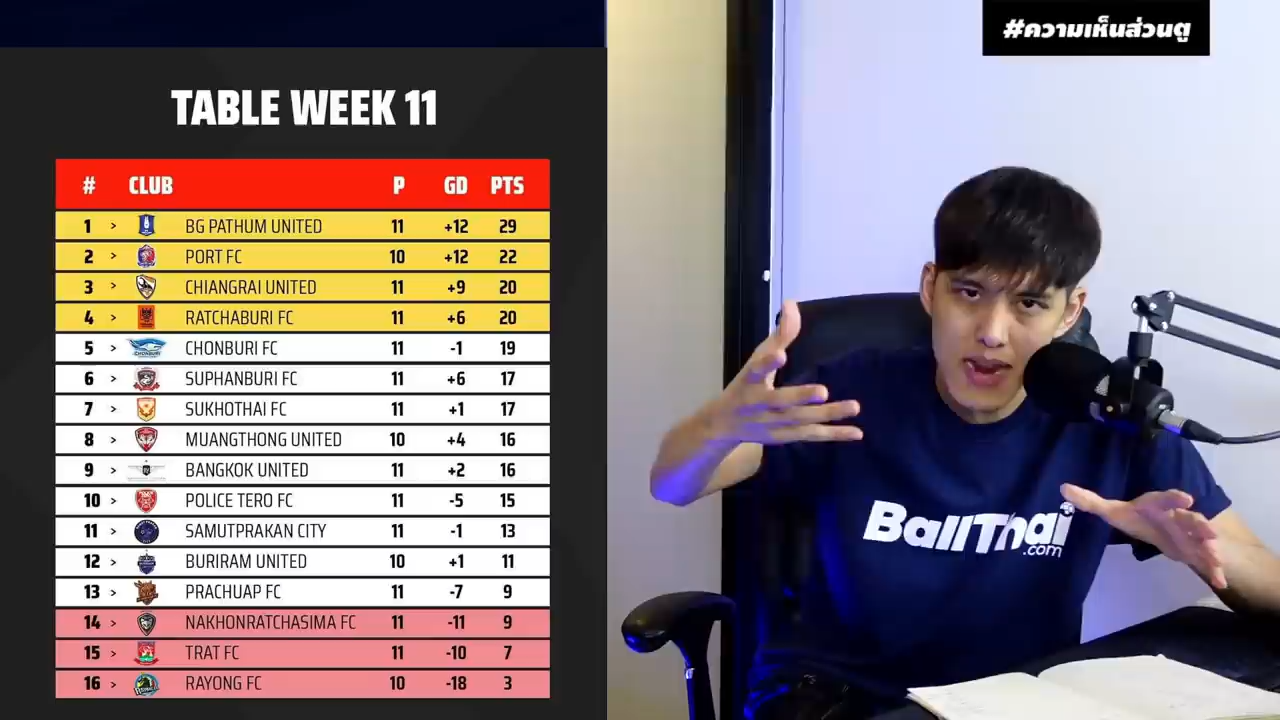 #ความเห็นส่วนตู
TABLE WEEK 11
# CLUB P GD PTS
1 > BG PATHUM UNITED 11 +12 29
2 > PORT FC 10 +12 22
3 > CHIANGRAI UNITED 11 +9 20
4 > RATCHABURI FC 11 +6 20
5 > CHONBURI FC 11 -1 19
6 > SUPHANBURI FC 11 +6 17
7 > SUKHOTHAI FC 11 +1 17
8 > MUANGTHONG UNITED 10 +4 16
9 > BANGKOK UNITED 11 +2 16
10 > POLICE TERO FC 11 -5 15
11 > SAMUTPRAKAN CITY 11 -1 13
12 > BURIRAM UNITED 10 +1 11
13 > PRACHUAP FC 11 -7 9
14 > NAKHONRATCHASIMA FC 11 -11 9
15 > TRAT FC 11 -10 7
16 > RAYONG FC 10 -18 3
BallThai
.com